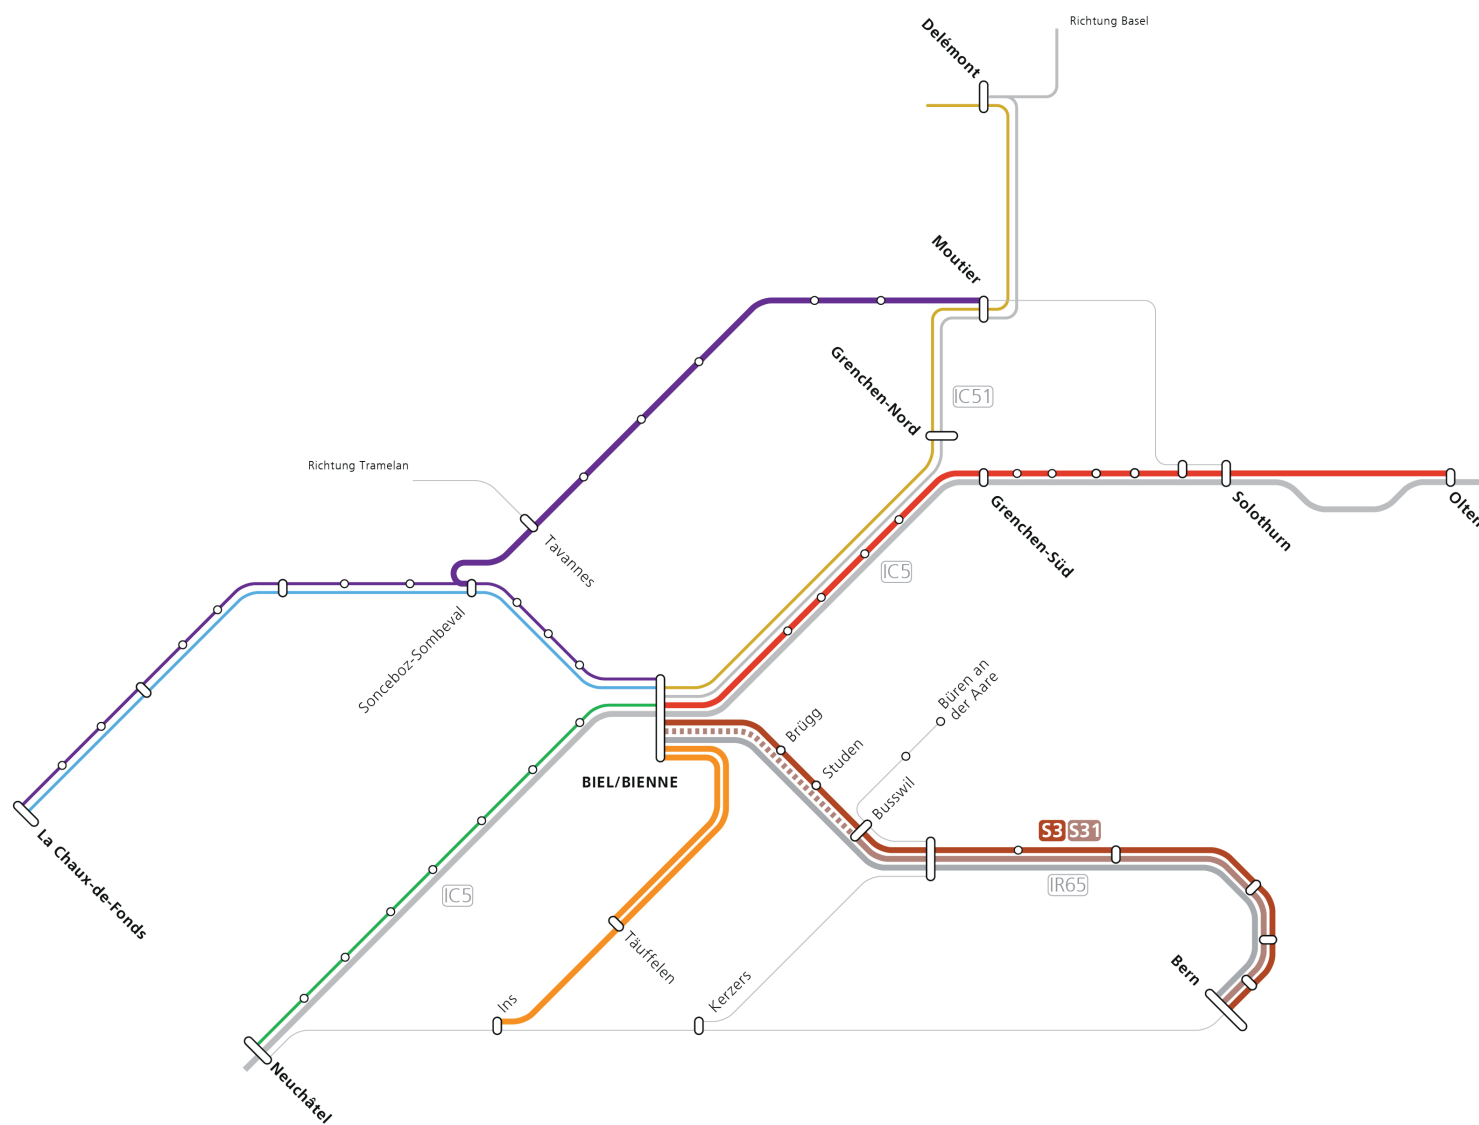 Richtung Basel
Delémont
Moutier
Grenchen-Nord
IC51
Richtung Tramelan
Tavannes
Solothurn
Olten
Grenchen-Süd
IC5
Sonceboz-Sombeval
Büren an
der Aare
Brügg
Studen
BIEL/BIENNE
Busswil
La Chaux-de-Fonds
S3 S31
IR65
IC5
Täuffelen
Bern
Kerzers
Ins
Neuchâtel